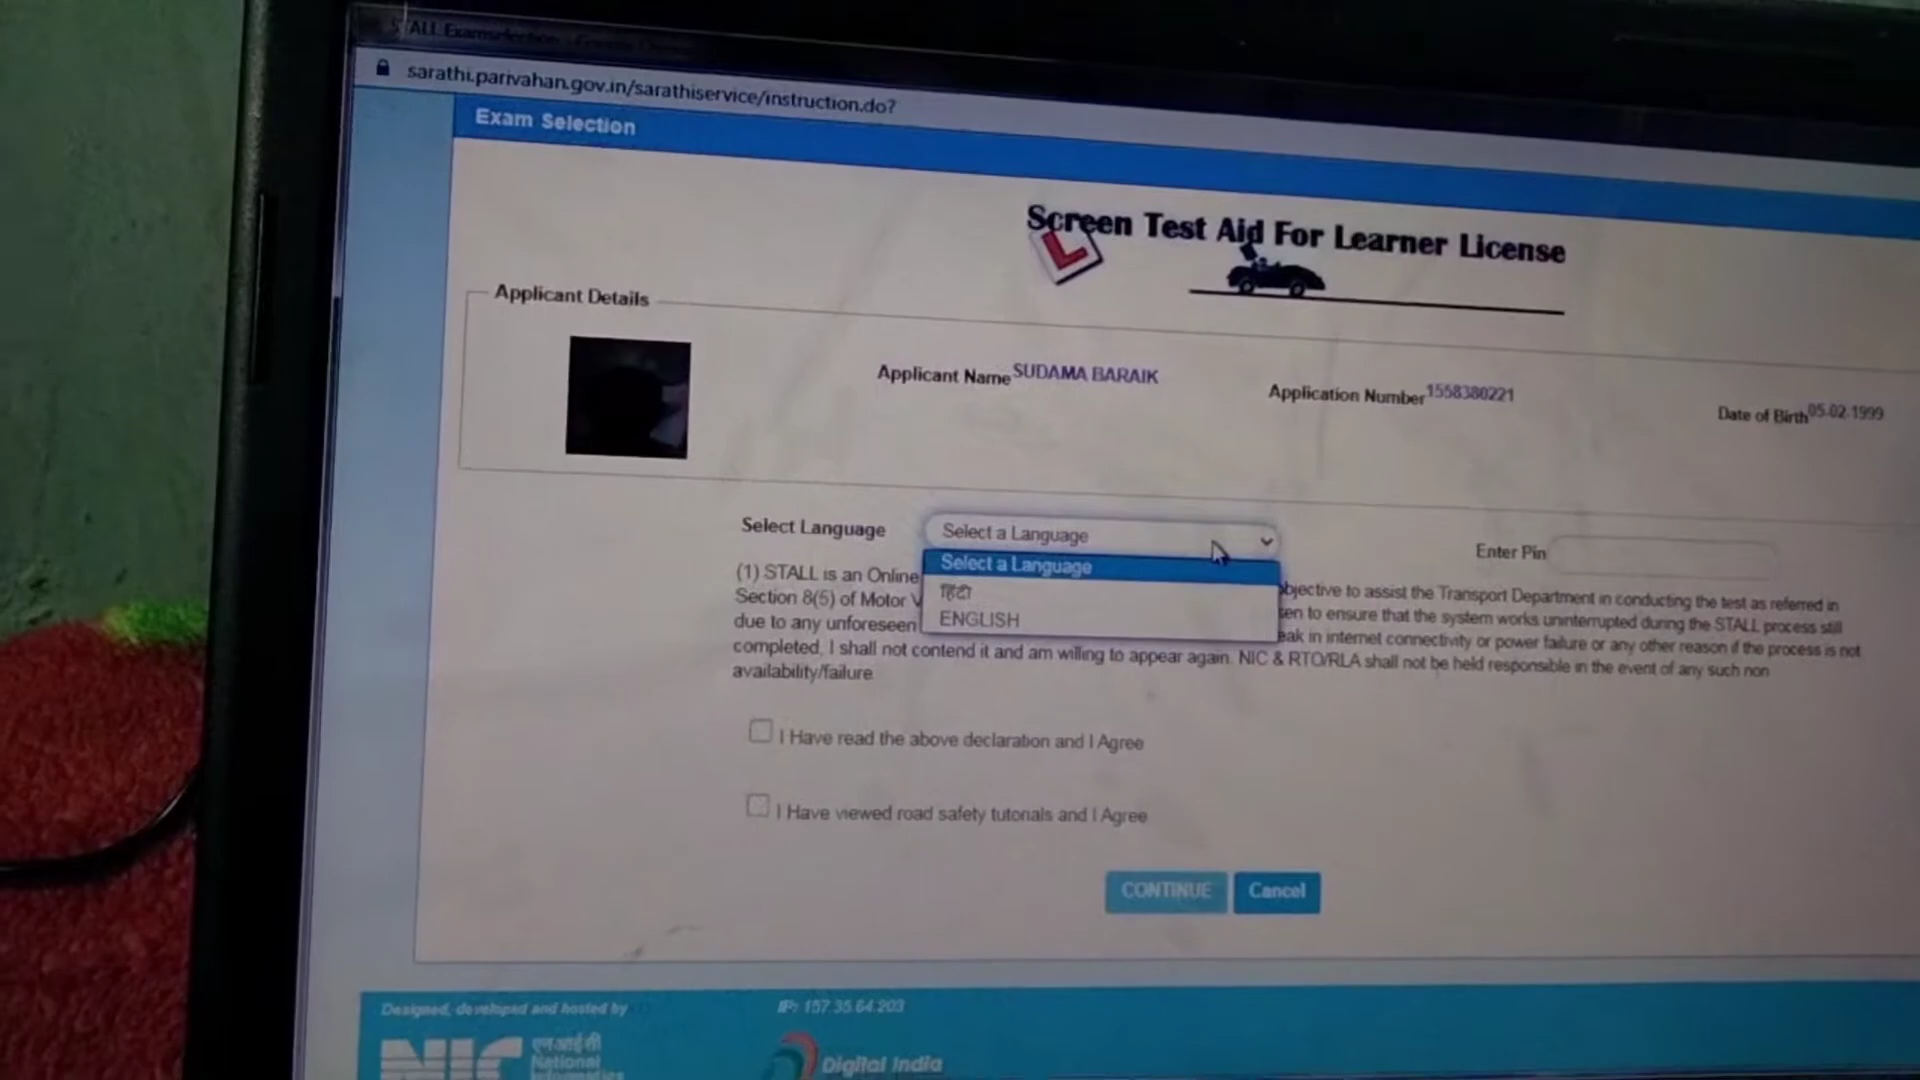 sarathi.parivahan.gov.in/sarathiservice/instruction.do?
Exam Selection
Screen Test Aid For Learner License
L
Applicant Details
Applicant Name SUDAMA BARAIK
Application Number 1558380221
Date of Birth 05-02-1999
Select Language
Select a Language
Enter Pin
Select a Language
हिंदी
ENGLISH
(1) STALL is an Online
bjective to assist the Transport Department in conducting the test as referred in
Section 8(5) of Motor V
en to ensure that the system works uninterrupted during the STALL process still
due to any unforeseen
eak in internet connectivity or power failure or any other reason if the process is not
completed, I shall not contend it and am willing to appear again. NIC & RTO/RLA shall not be held responsible in the event of any such non
availability/failure
I Have read the above declaration and I Agree
I Have viewed road safety tutorials and I Agree
CONTINUE
Cancel
Designed, developed and hosted by
IP: 157.35.64.203
NIC
एनआईसी
National
Informatics
Digital India